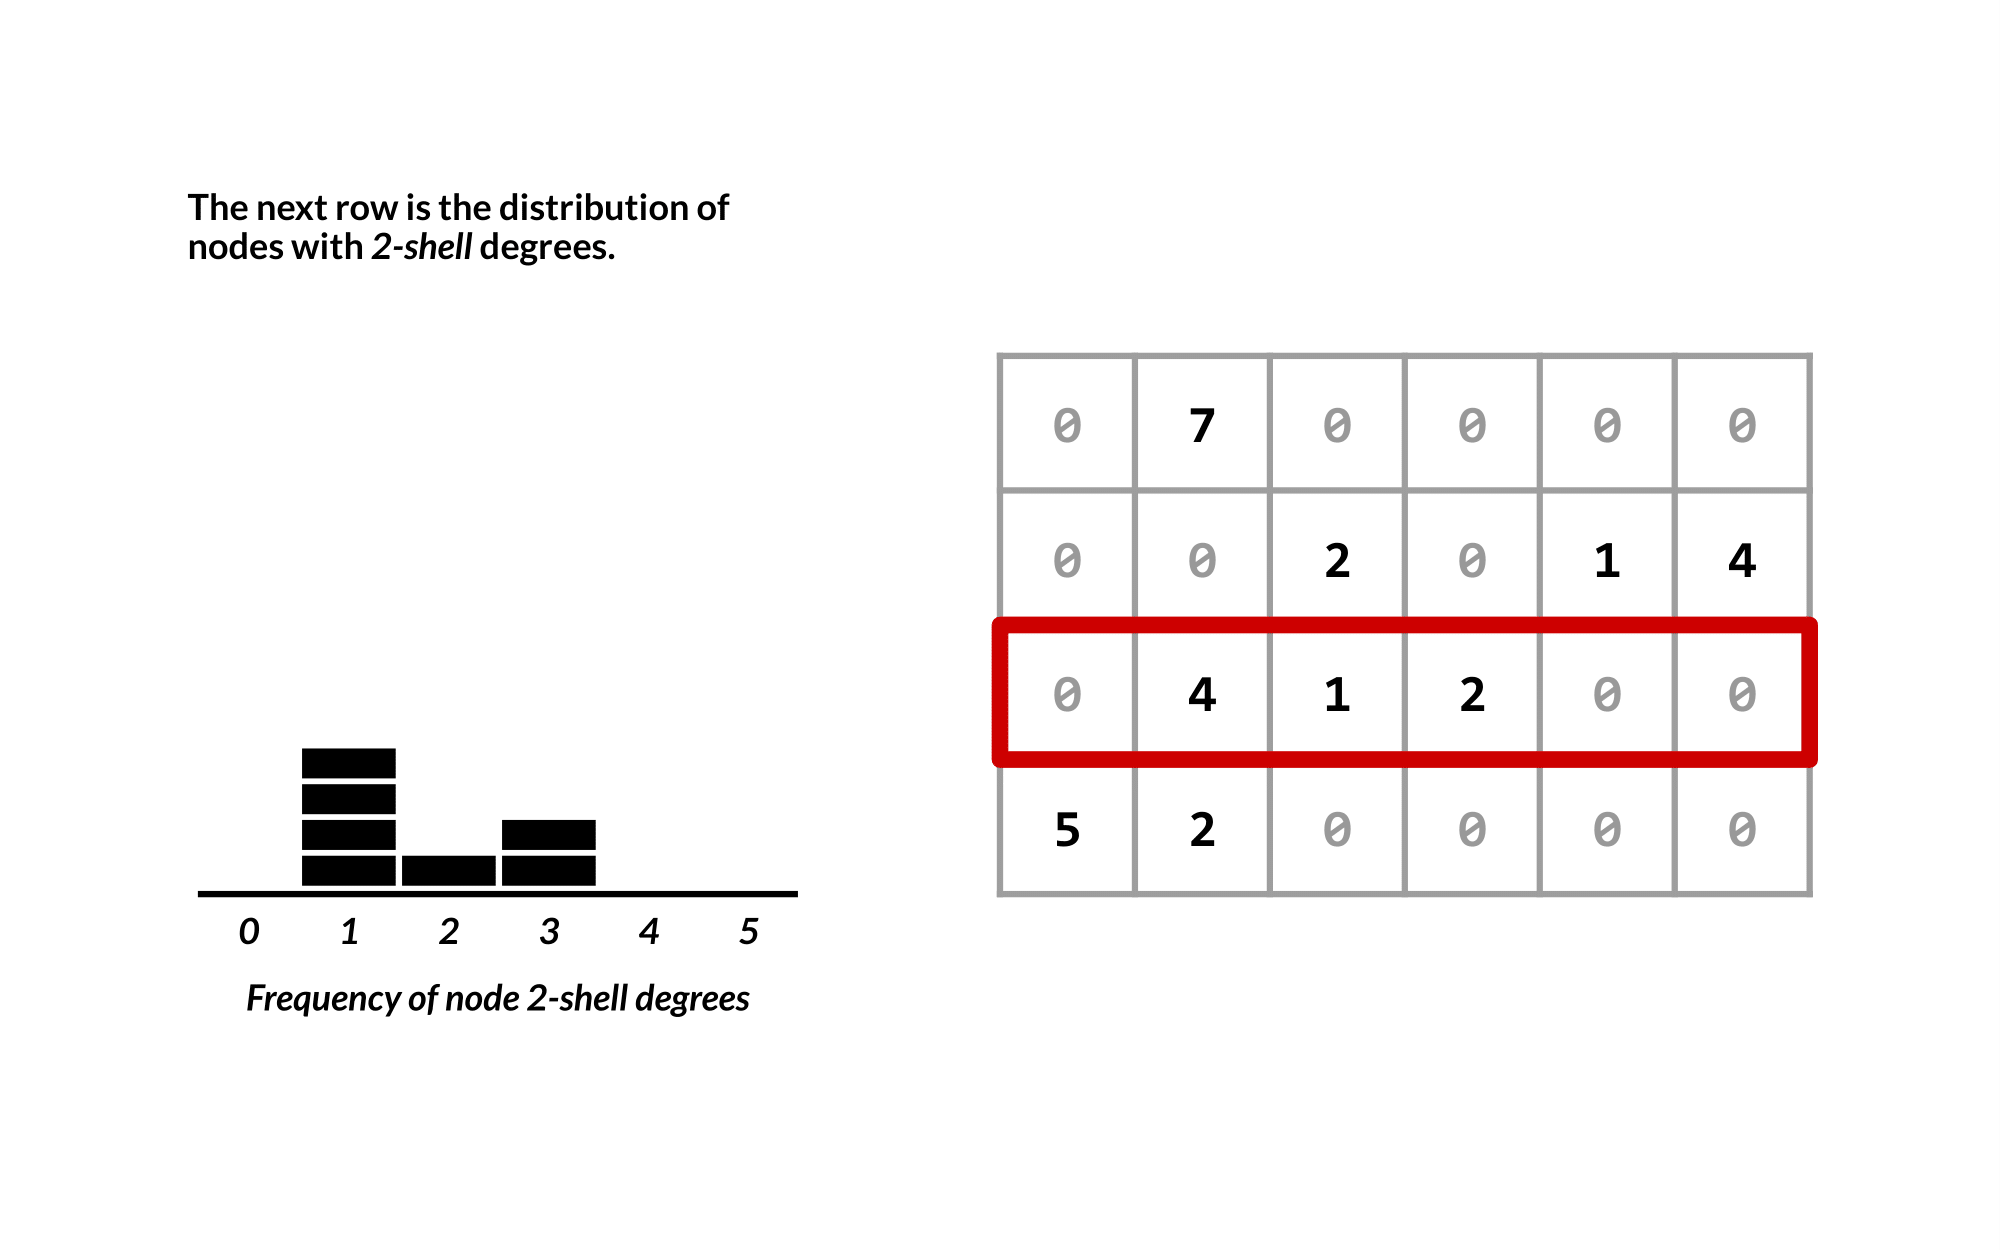 The next row is the distribution of
nodes with 2-shell degrees.
0 7 0 0 0 0
0 0 2 0 1 4
0 4 1 2 0 0
5 2 0 0 0 0
0 1 2 3 4 5
Frequency of node 2-shell degrees